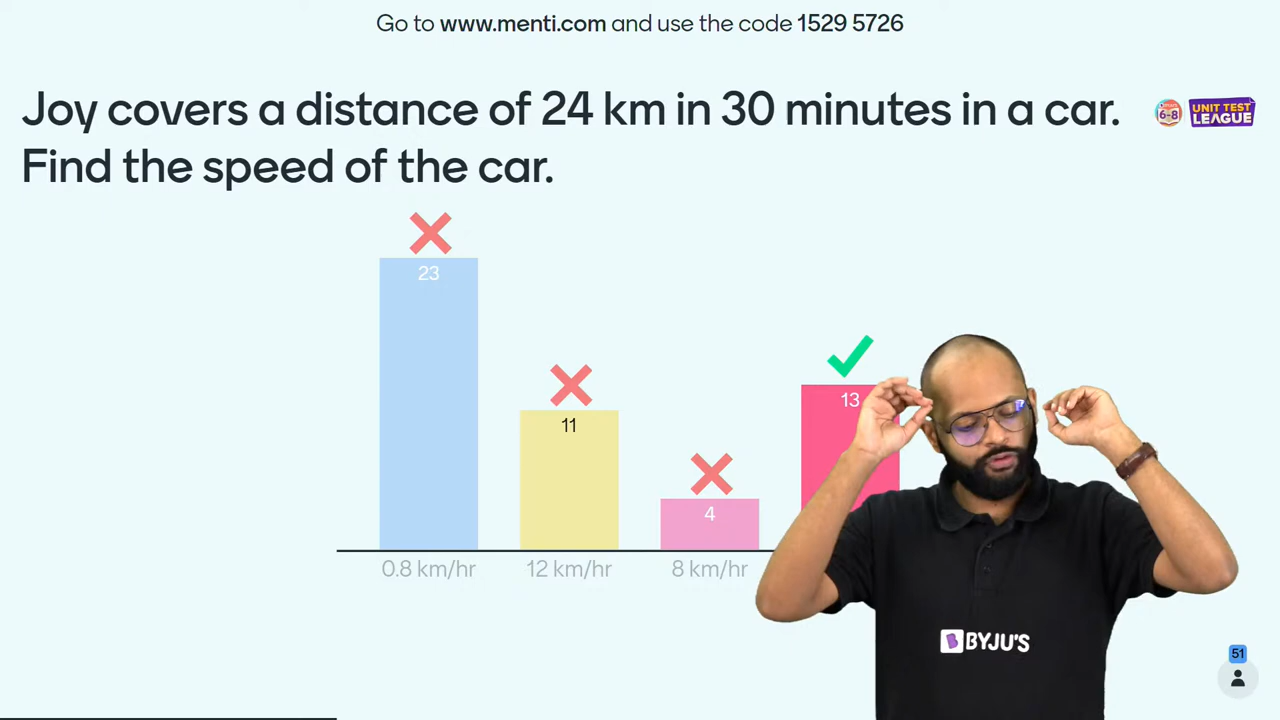 Go to www.menti.com and use the code 1529 5726
Joy covers a distance of 24 km in 30 minutes in a car.
Find the speed of the car.
6-8
UNIT TEST
LEAGUE
23
11
4
13
0.8 km/hr
12 km/hr
8 km/hr
B BYJU'S
51